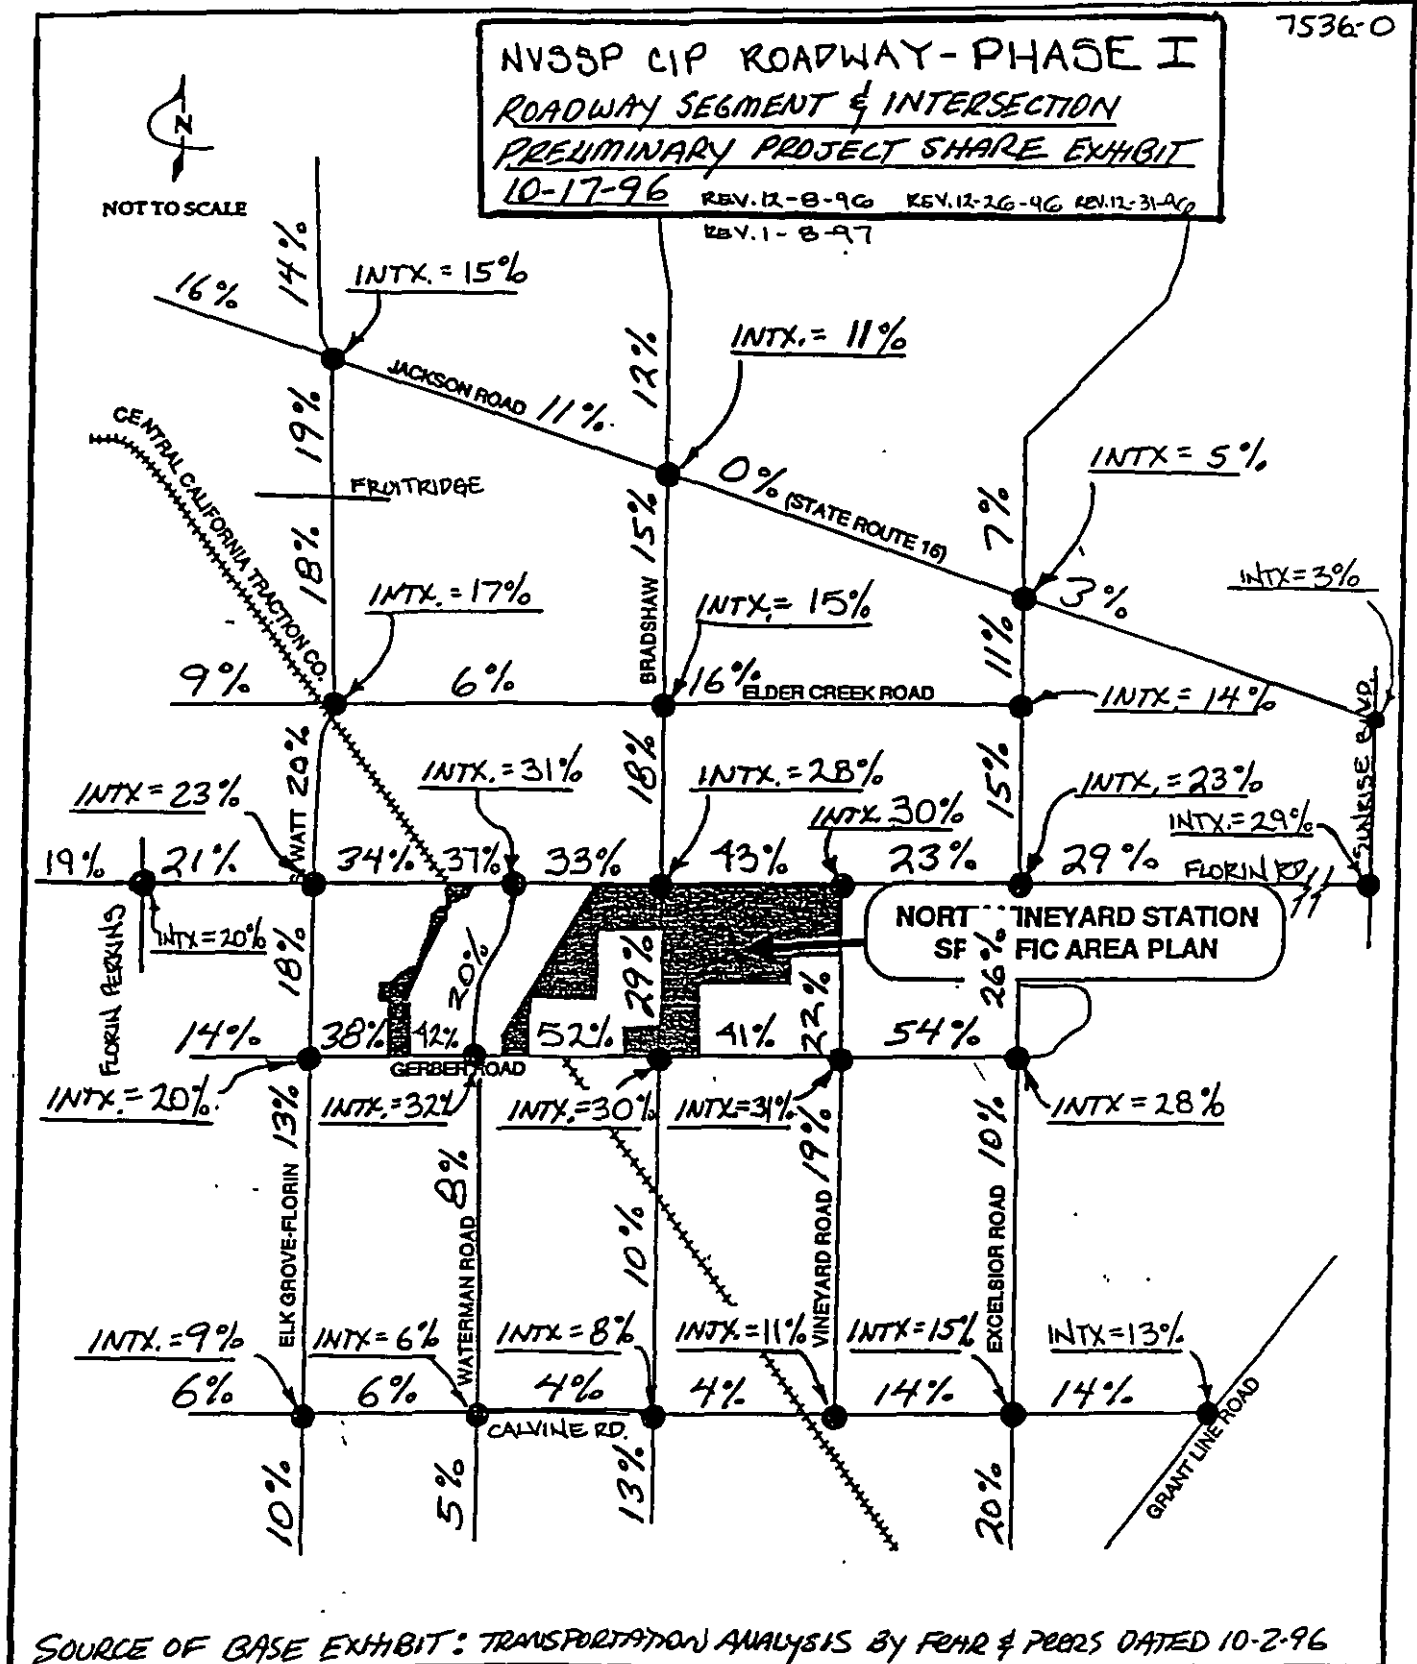 7536-0
NVSSP CIP ROADWAY - PHASE I
ROADWAY SEGMENT & INTERSECTION
PRELIMINARY PROJECT SHARE EXHIBIT
10-17-96 REV. 12-8-96 REV. 12-26-96 REV. 12-31-96
REV. 1-8-97
N
NOT TO SCALE
14%
16%
INTX. = 15%
12%
INTX. = 11%
JACKSON ROAD 11%
19%
CENTRAL CALIFORNIA TRACTION CO.
FRUITRIDGE
0%
(STATE ROUTE 16)
INTX = 5%
7%
18%
BRADSHAW 15%
3%
INTX = 3%
INTX. = 17%
INTX. = 15%
11%
9%
6%
16%
ELDER CREEK ROAD
INTX. = 14%
SUNRISE BLVD.
S. WATT 20%
18%
15%
INTX = 23%
INTX. = 31%
INTX. = 28%
INTX. 30%
INTX. = 23%
INTX. = 29%
19%
21%
34%
37%
33%
43%
23%
29%
FLORIN RD
NORT INEYARD STATION
SP FIC AREA PLAN
FLORIN PERKINS
INTX = 20%
18%
20%
29%
22%
26%
14%
38%
42%
52%
41%
54%
GERBER ROAD
INTX. = 20%
INTX. = 32%
INTX. = 30%
INTX. = 31%
INTX = 28%
ELK GROVE-FLORIN 13%
WATERMAN ROAD 8%
10%
VINEYARD ROAD 19%
EXCELSIOR ROAD 10%
INTX. = 9%
INTX = 6%
INTX = 8%
INTX. = 11%
INTX = 15%
INTX = 13%
6%
6%
4%
4%
14%
14%
CALVINE RD.
GRANT LINE ROAD
10%
5%
13%
20%
SOURCE OF BASE EXHIBIT: TRANSPORTATION ANALYSIS BY FEHR & PEERS DATED 10-2-96